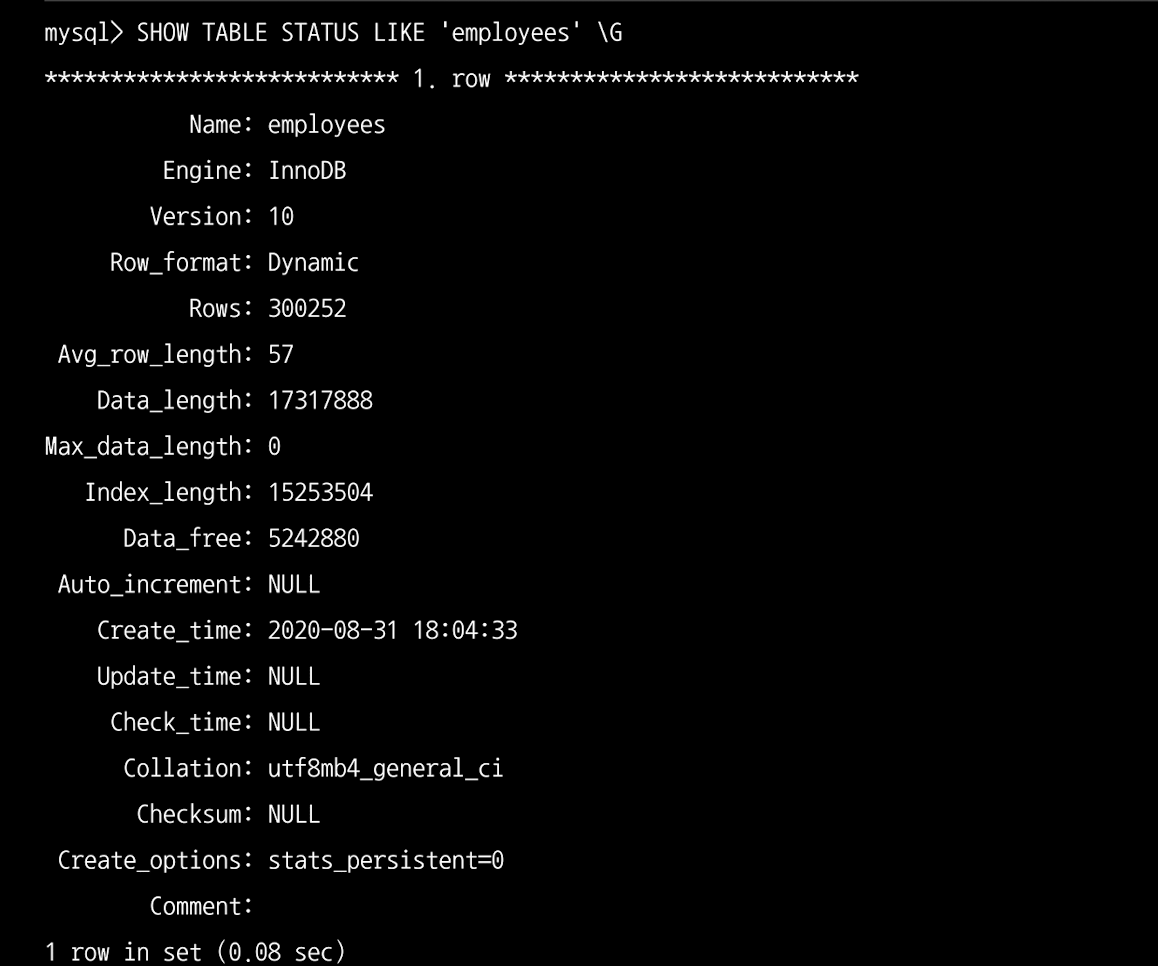 mysql> SHOW TABLE STATUS LIKE 'employees' \G
*************************** 1. row ***************************
           Name: employees
         Engine: InnoDB
        Version: 10
     Row_format: Dynamic
           Rows: 300252
 Avg_row_length: 57
    Data_length: 17317888
Max_data_length: 0
   Index_length: 15253504
      Data_free: 5242880
 Auto_increment: NULL
    Create_time: 2020-08-31 18:04:33
    Update_time: NULL
     Check_time: NULL
      Collation: utf8mb4_general_ci
       Checksum: NULL
 Create_options: stats_persistent=0
        Comment:
1 row in set (0.08 sec)